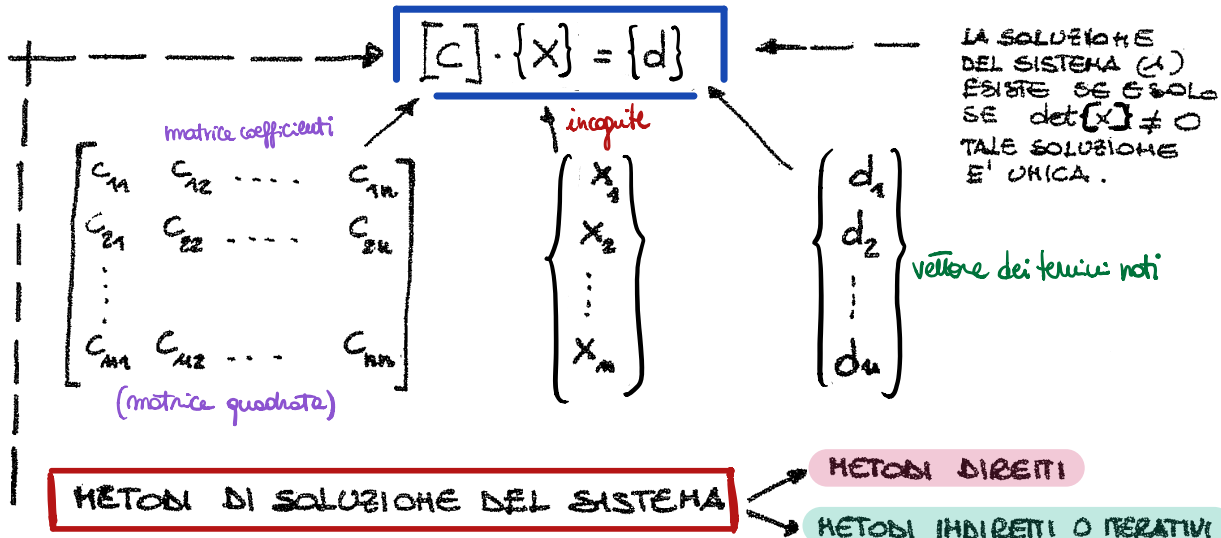 [C] · {X} = {d}
LA SOLUZIONE
DEL SISTEMA (1)
ESISTE SE E SOLO
SE det[X] ≠ 0
TALE SOLUZIONE
E' UNICA.
matrice coefficienti
incognite
C₁₁ C₁₂ ..... C₁ₙ
C₂₁ C₂₂ ..... C₂ₙ
Cₙ₁ Cₙ₂ .... Cₙₙ
(matrice quadrata)
X₁
X₂
Xₙ
d₁
d₂
dₙ
vettore dei termini noti
METODI DI SOLUZIONE DEL SISTEMA
METODI DIRETTI
METODI INDIRETTI O ITERATIVI